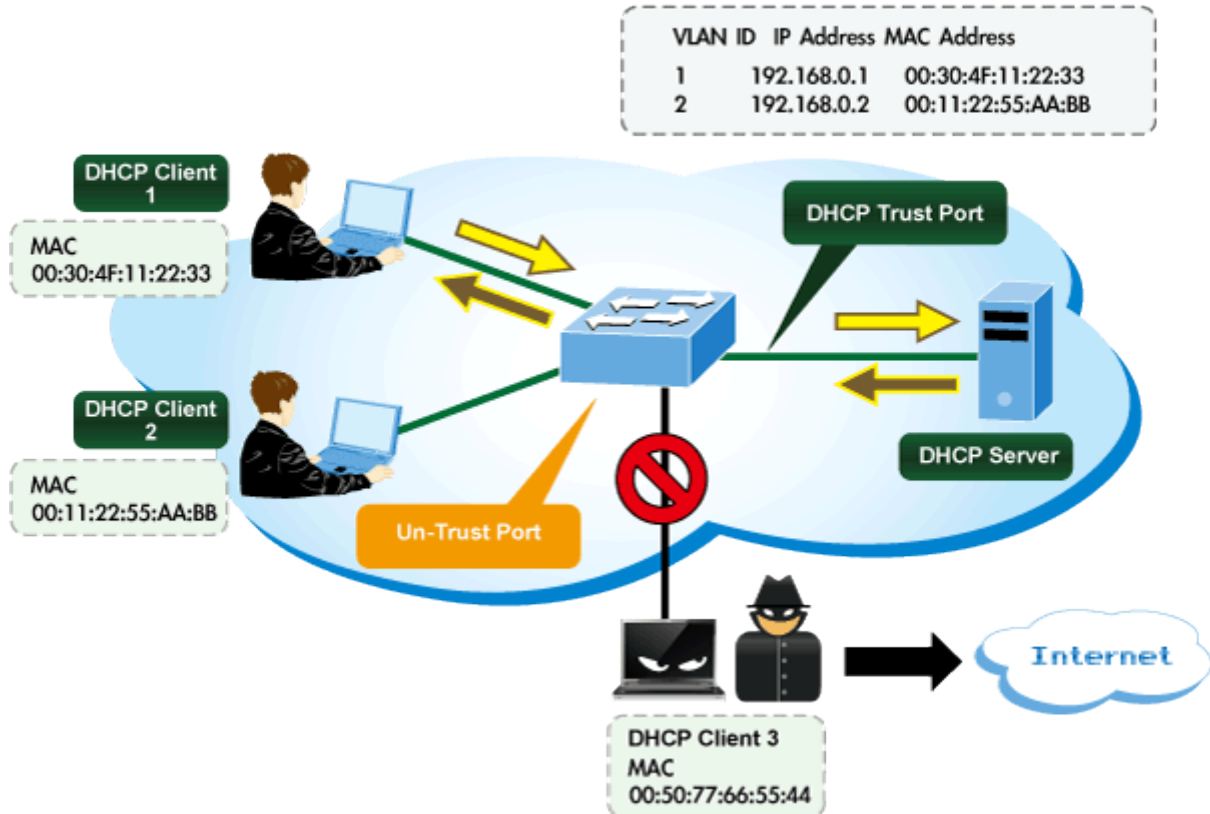 VLAN ID IP Address MAC Address
1 192.168.0.1 00:30:4F:11:22:33
2 192.168.0.2 00:11:22:55:AA:BB
DHCP Client
1
MAC
00:30:4F:11:22:33
DHCP Trust Port
DHCP Client
2
MAC
00:11:22:55:AA:BB
DHCP Server
Un-Trust Port
Internet
DHCP Client 3
MAC
00:50:77:66:55:44